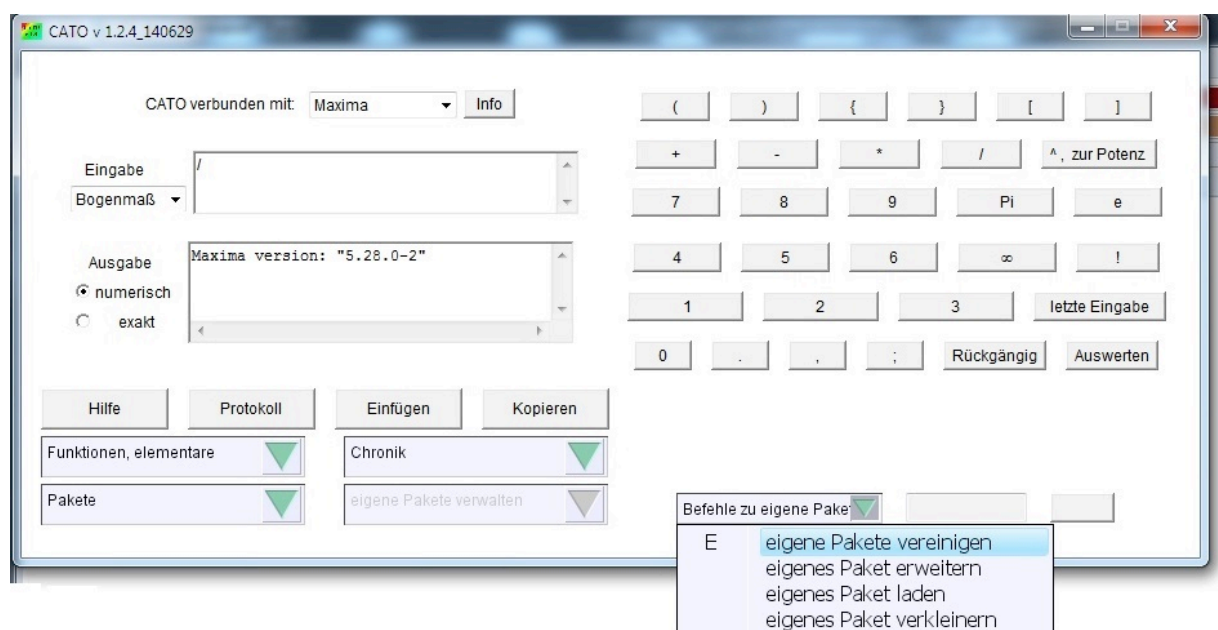 CATO v 1.2.4_140629
CATO verbunden mit: Maxima Info
( ) { } [ ]
Eingabe / + - * / ^ , zur Potenz
Bogenmaß 7 8 9 Pi e
Ausgabe Maxima version: "5.28.0-2" 4 5 6 ∞ !
numerisch
exakt 1 2 3 letzte Eingabe
0 . , ; Rückgängig Auswerten
Hilfe Protokoll Einfügen Kopieren
Funktionen, elementare Chronik
Pakete eigene Pakete verwalten Befehle zu eigene Paket
E eigene Pakete vereinigen
eigenes Paket erweitern
eigenes Paket laden
eigenes Paket verkleinern